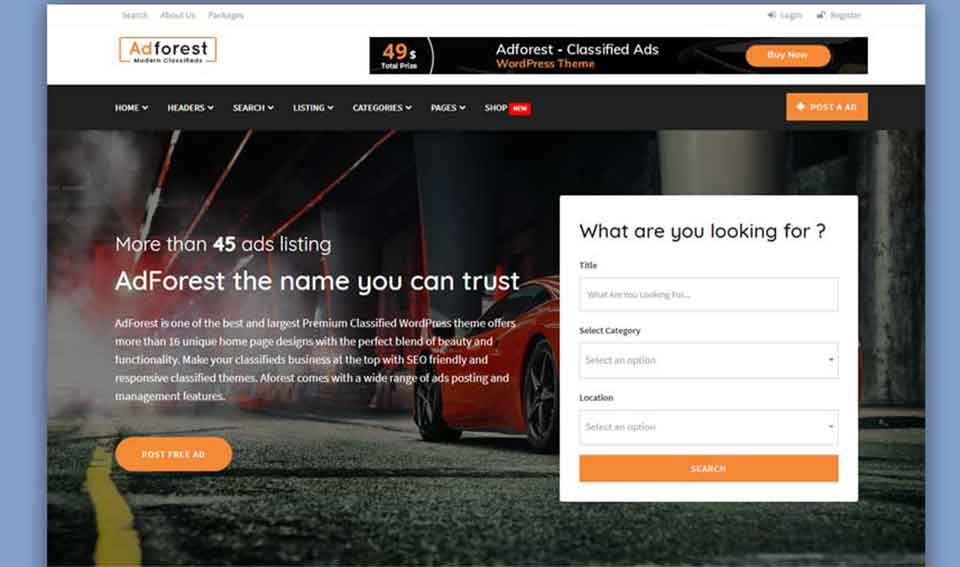 Search About Us Packages Login Register
Adforest
Modern Classifieds
49 $
Total Prize
Adforest - Classified Ads
WordPress Theme
Buy Now
HOME HEADERS SEARCH LISTING CATEGORIES PAGES SHOP NEW
POST A AD
More than 45 ads listing
AdForest the name you can trust
AdForest is one of the best and largest Premium Classified WordPress theme offers
more than 16 unique home page designs with the perfect blend of beauty and
functionality. Make your classifieds business at the top with SEO friendly and
responsive classified themes. Aforest comes with a wide range of ads posting and
management features.
POST FREE AD
What are you looking for ?
Title
What Are You Looking For...
Select Category
Select an option
Location
Select an option
SEARCH